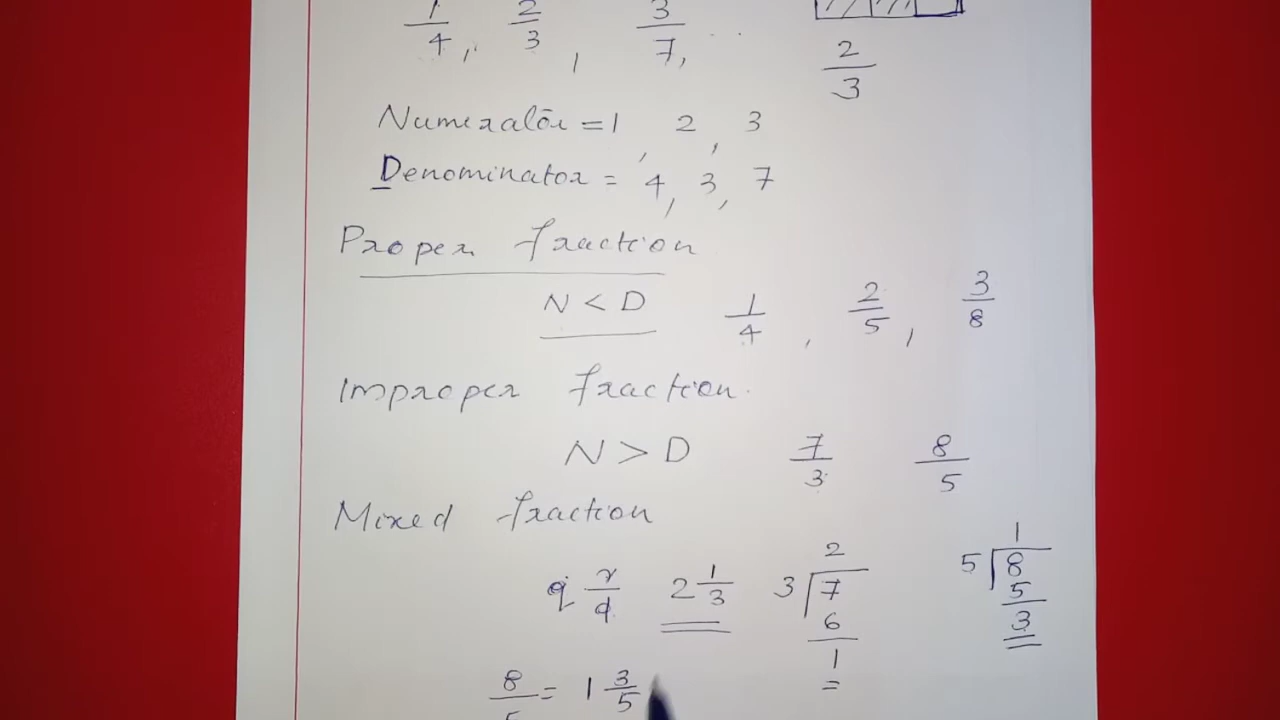 1/4, 2/3, 3/7, ..
2/3
Numerator = 1, 2, 3
Denominator = 4, 3, 7
Proper fraction
N < D 1/4, 2/5, 3/8
Improper fraction.
N > D 7/3 8/5
Mixed fraction
q r/d 2 1/3
2
3 7
6
1
=
1
5 8
5
3
8/5 = 1 3/5